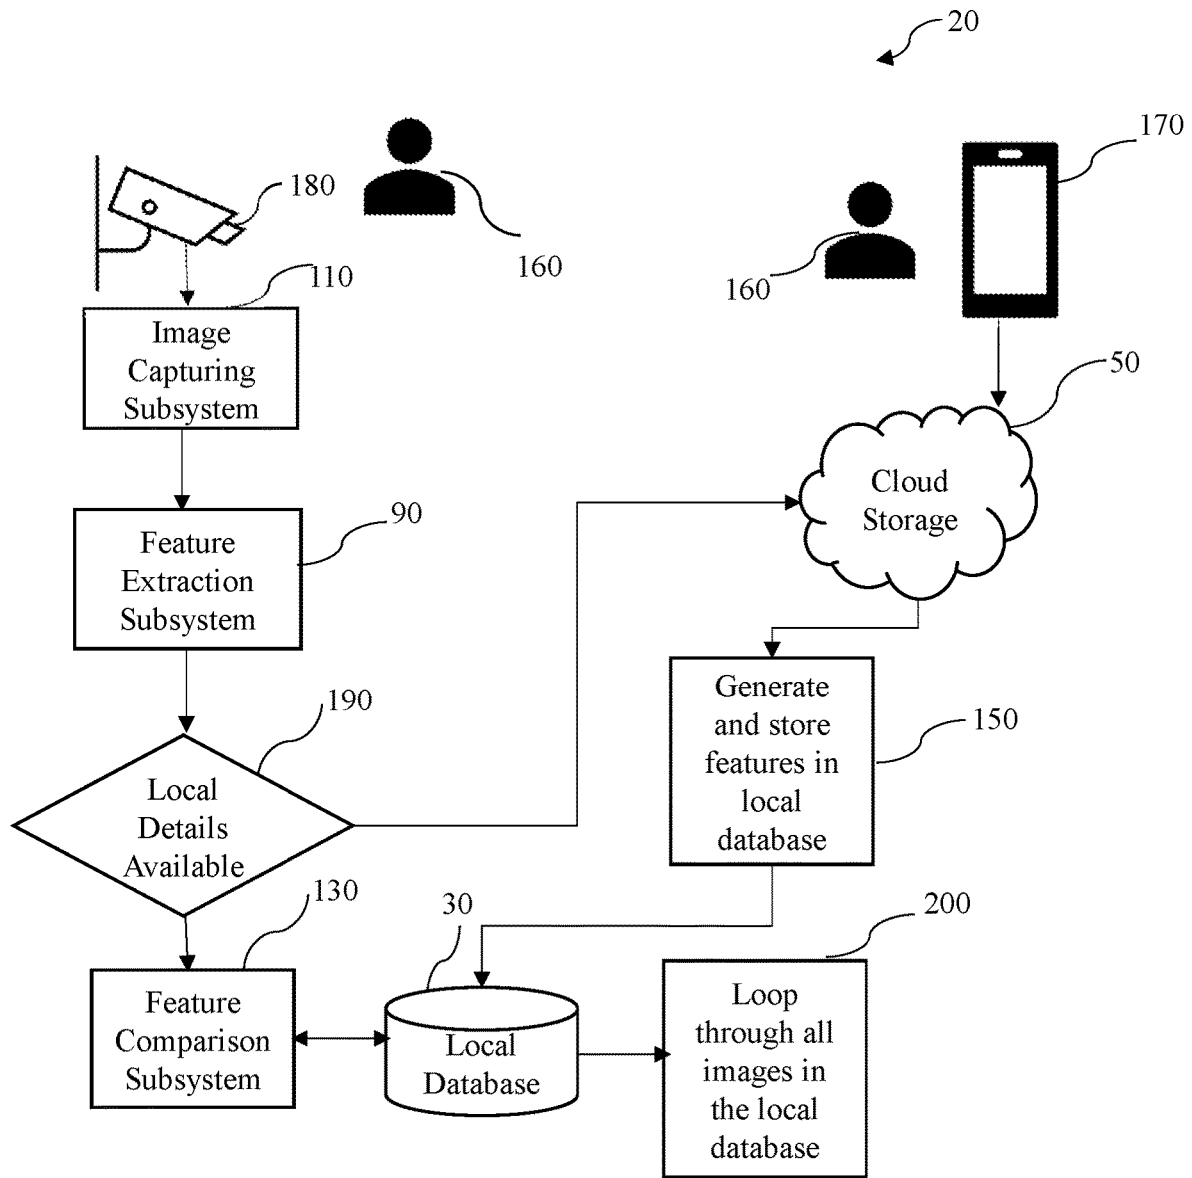 20
170
180
160
110
160
Image
Capturing
Subsystem
50
Cloud
Storage
90
Feature
Extraction
Subsystem
190
Generate
and store
features in
local
database
150
Local
Details
Available
130
30
200
Feature
Comparison
Subsystem
Local
Database
Loop
through all
images in
the local
database